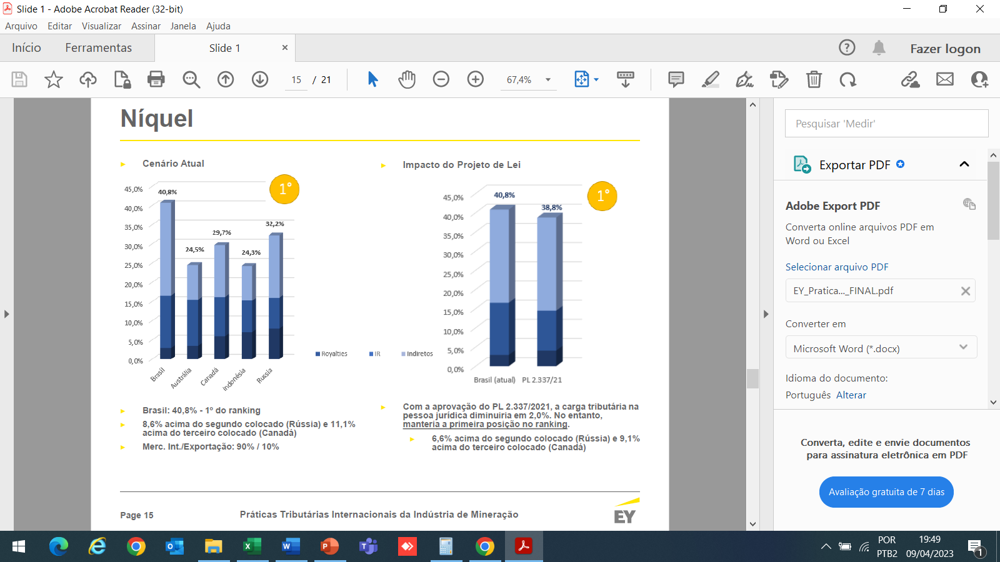 Slide 1 - Adobe Acrobat Reader (32-bit)
Arquivo Editar Visualizar Assinar Janela Ajuda
Início Ferramentas Slide 1 Fazer logon
15 / 21 67,4%
Níquel
Cenário Atual
45,0%
40,0%
35,0%
30,0%
25,0%
20,0%
15,0%
10,0%
5,0%
0,0%
40,8%
24,5%
29,7%
24,3%
32,2%
1°
Brasil
Austrália
Canadá
Indonésia
Russia
Royalties IR Indiretos
Brasil: 40,8% - 1º do ranking
8,6% acima do segundo colocado (Rússia) e 11,1%
acima do terceiro colocado (Canadá)
Merc. Int./Exportação: 90% / 10%
Impacto do Projeto de Lei
45,0%
40,0%
35,0%
30,0%
25,0%
20,0%
15,0%
10,0%
5,0%
0,0%
40,8%
38,8%
1°
Brasil (atual) PL 2.337/21
Com a aprovação do PL 2.337/2021, a carga tributária na
pessoa jurídica diminuiria em 2,0%. No entanto,
manteria a primeira posição no ranking.
6,6% acima do segundo colocado (Rússia) e 9,1%
acima do terceiro colocado (Canadá)
Page 15 Práticas Tributárias Internacionais da Indústria de Mineração
EY
Pesquisar 'Medir'
Exportar PDF
Adobe Export PDF
Converta online arquivos PDF em
Word ou Excel
Selecionar arquivo PDF
EY_Pratica..._FINAL.pdf
Converter em
Microsoft Word (*.docx)
Idioma do documento:
Português Alterar
Converta, edite e envie documentos
para assinatura eletrônica em PDF
Avaliação gratuita de 7 dias
POR
PTB2
19:49
09/04/2023
1